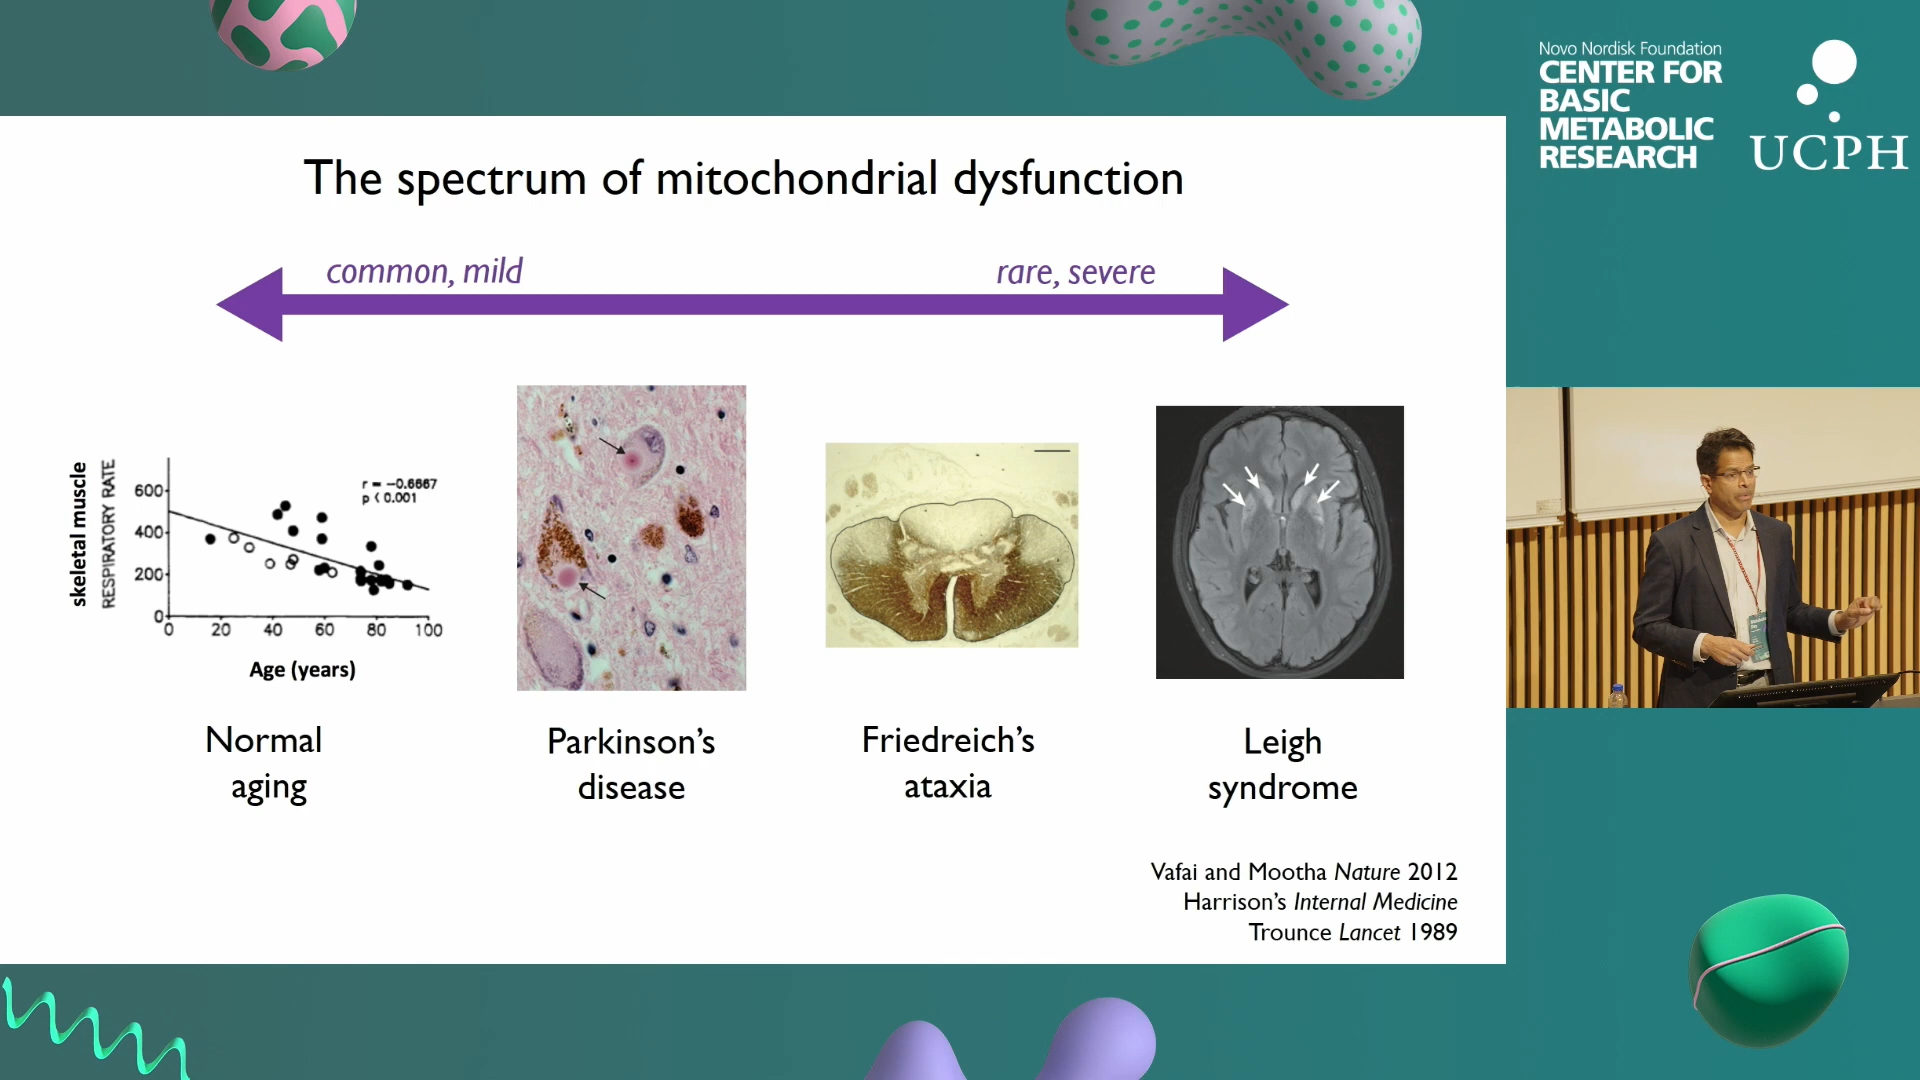 Novo Nordisk Foundation
CENTER FOR
BASIC
METABOLIC
RESEARCH
UCPH
The spectrum of mitochondrial dysfunction
common, mild
rare, severe
skeletal muscle
RESPIRATORY RATE
600
400
200
0
r = -0.6667
p < 0.001
0 20 40 60 80 100
Age (years)
Normal
aging
Parkinson's
disease
Friedreich's
ataxia
Leigh
syndrome
Vafai and Mootha Nature 2012
Harrison's Internal Medicine
Trounce Lancet 1989